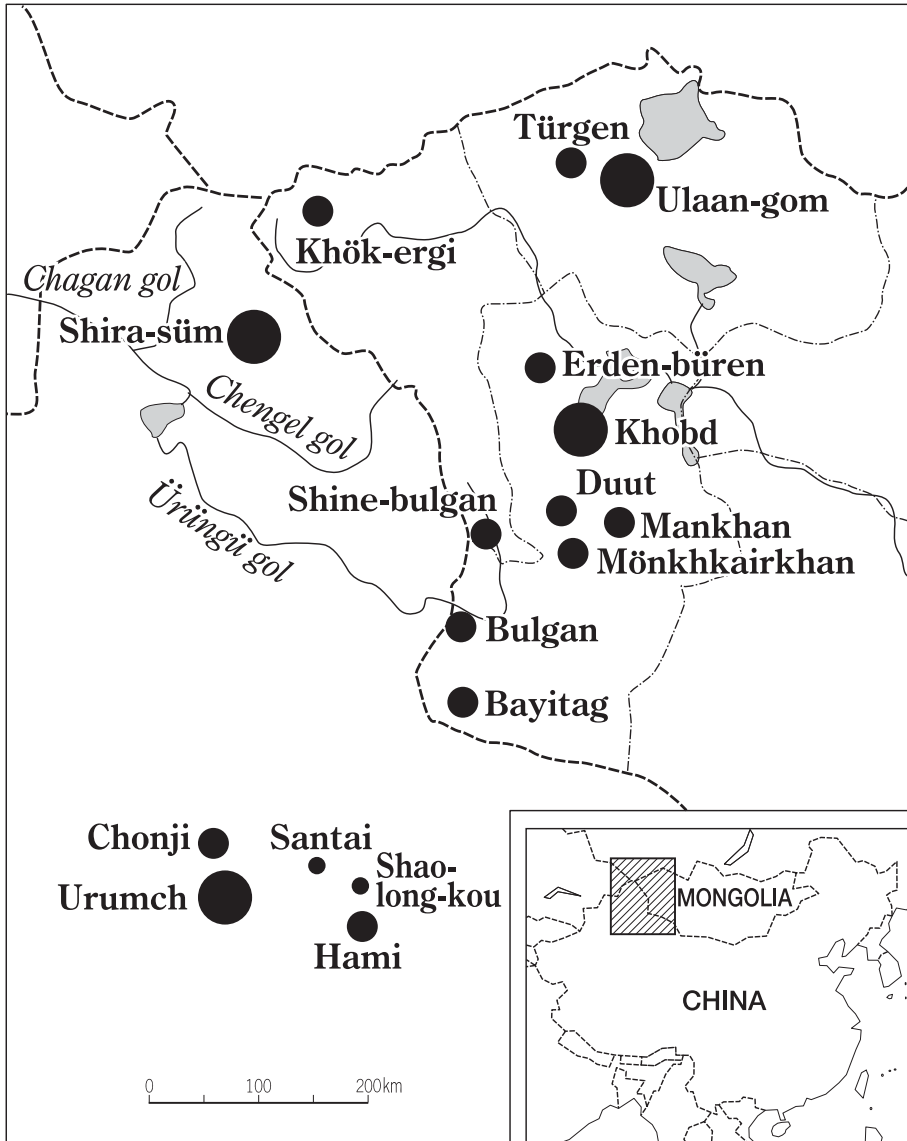 Türgen
Ulaan-gom
Khök-ergi
Chagan gol
Shira-süm
Erden-büren
Chengel gol
Khobd
Duut
Shine-bulgan
Mankhan
Ürüngü gol
Mönkhkairkhan
Bulgan
Bayitag
Chonji
Santai
Shao-
long-kou
Urumch
Hami
MONGOLIA
CHINA
0 100 200km